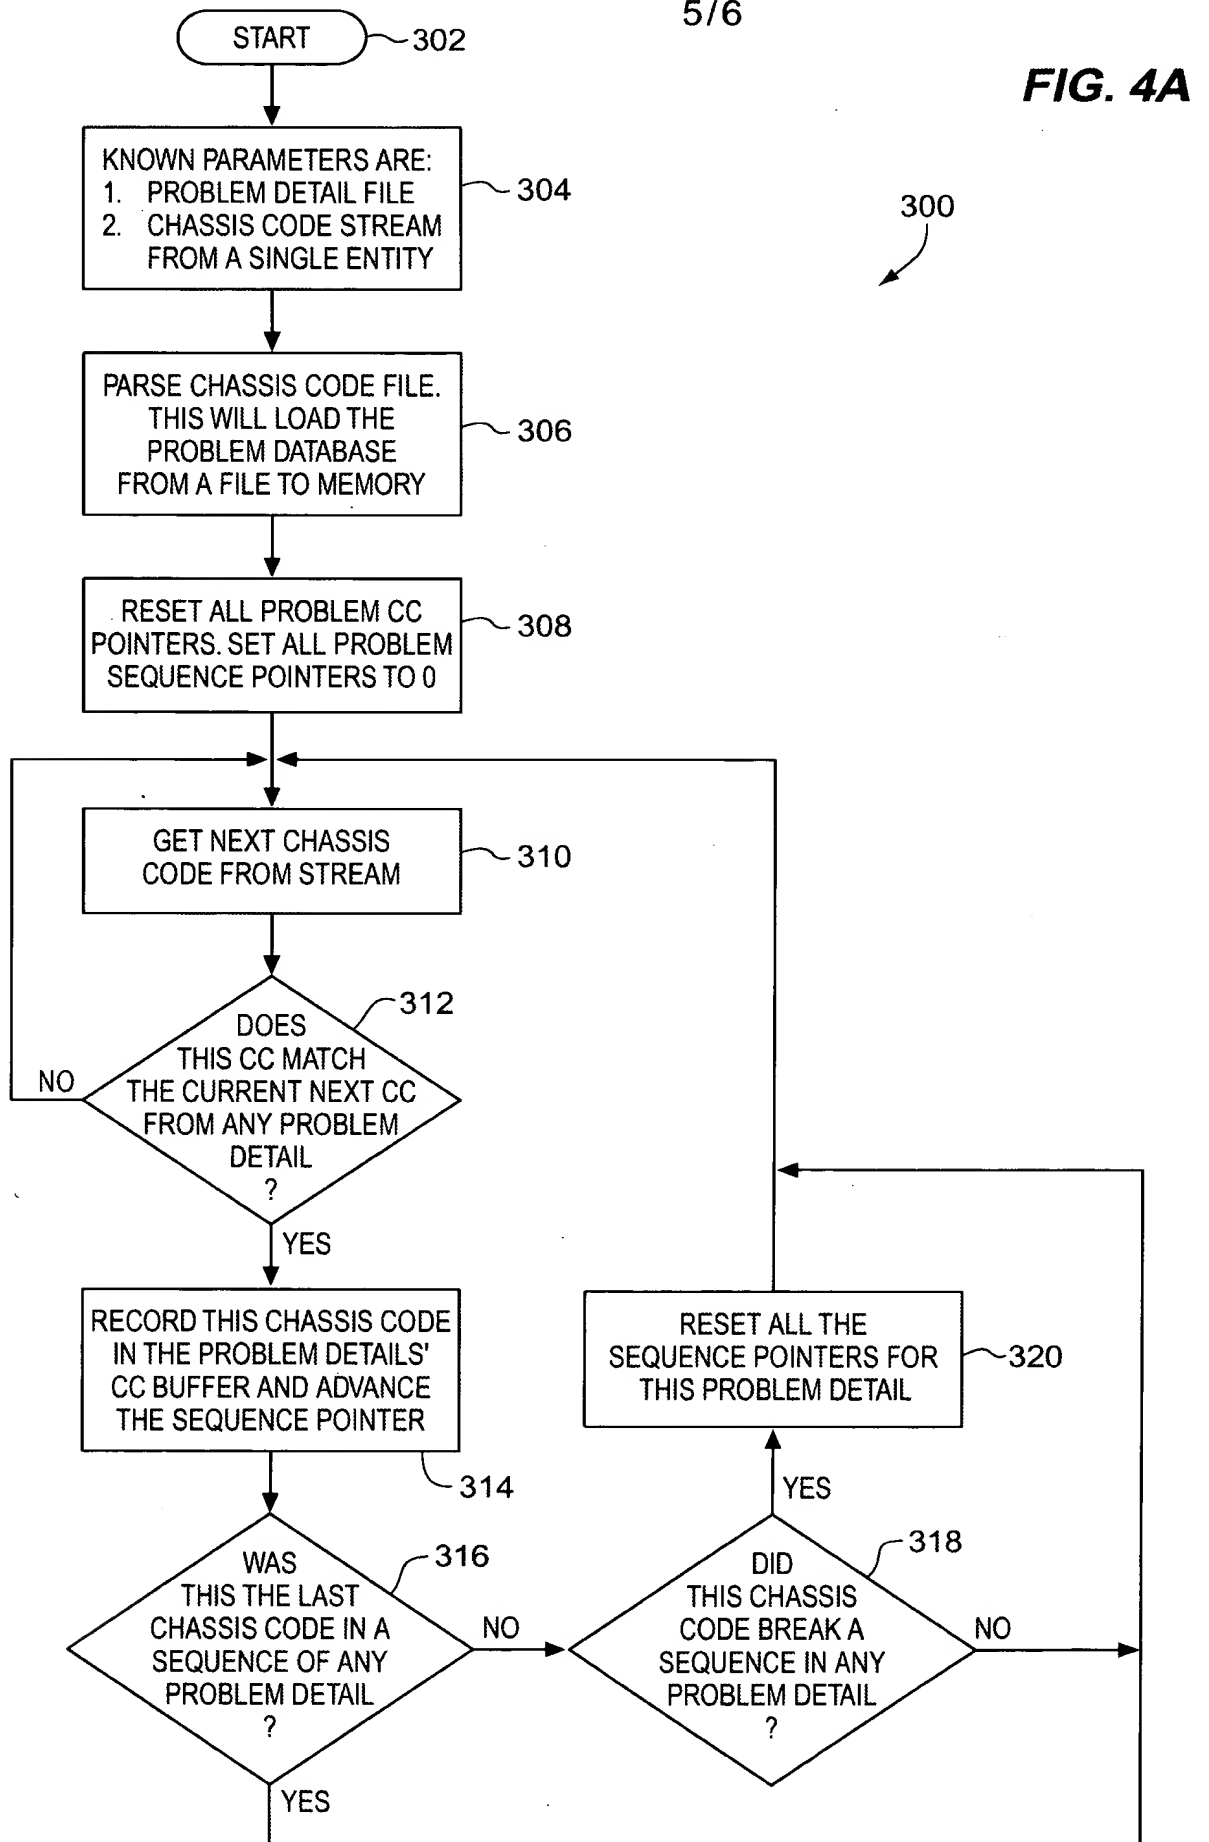 5/6
FIG. 4A
START
302
KNOWN PARAMETERS ARE:
1. PROBLEM DETAIL FILE
2. CHASSIS CODE STREAM
FROM A SINGLE ENTITY
304
300
PARSE CHASSIS CODE FILE.
THIS WILL LOAD THE
PROBLEM DATABASE
FROM A FILE TO MEMORY
306
RESET ALL PROBLEM CC
POINTERS. SET ALL PROBLEM
SEQUENCE POINTERS TO 0
308
GET NEXT CHASSIS
CODE FROM STREAM
310
DOES
THIS CC MATCH
THE CURRENT NEXT CC
FROM ANY PROBLEM
DETAIL
?
312
NO
YES
RECORD THIS CHASSIS CODE
IN THE PROBLEM DETAILS'
CC BUFFER AND ADVANCE
THE SEQUENCE POINTER
314
RESET ALL THE
SEQUENCE POINTERS FOR
THIS PROBLEM DETAIL
320
YES
WAS
THIS THE LAST
CHASSIS CODE IN A
SEQUENCE OF ANY
PROBLEM DETAIL
?
316
NO
DID
THIS CHASSIS
CODE BREAK A
SEQUENCE IN ANY
PROBLEM DETAIL
?
318
NO
YES